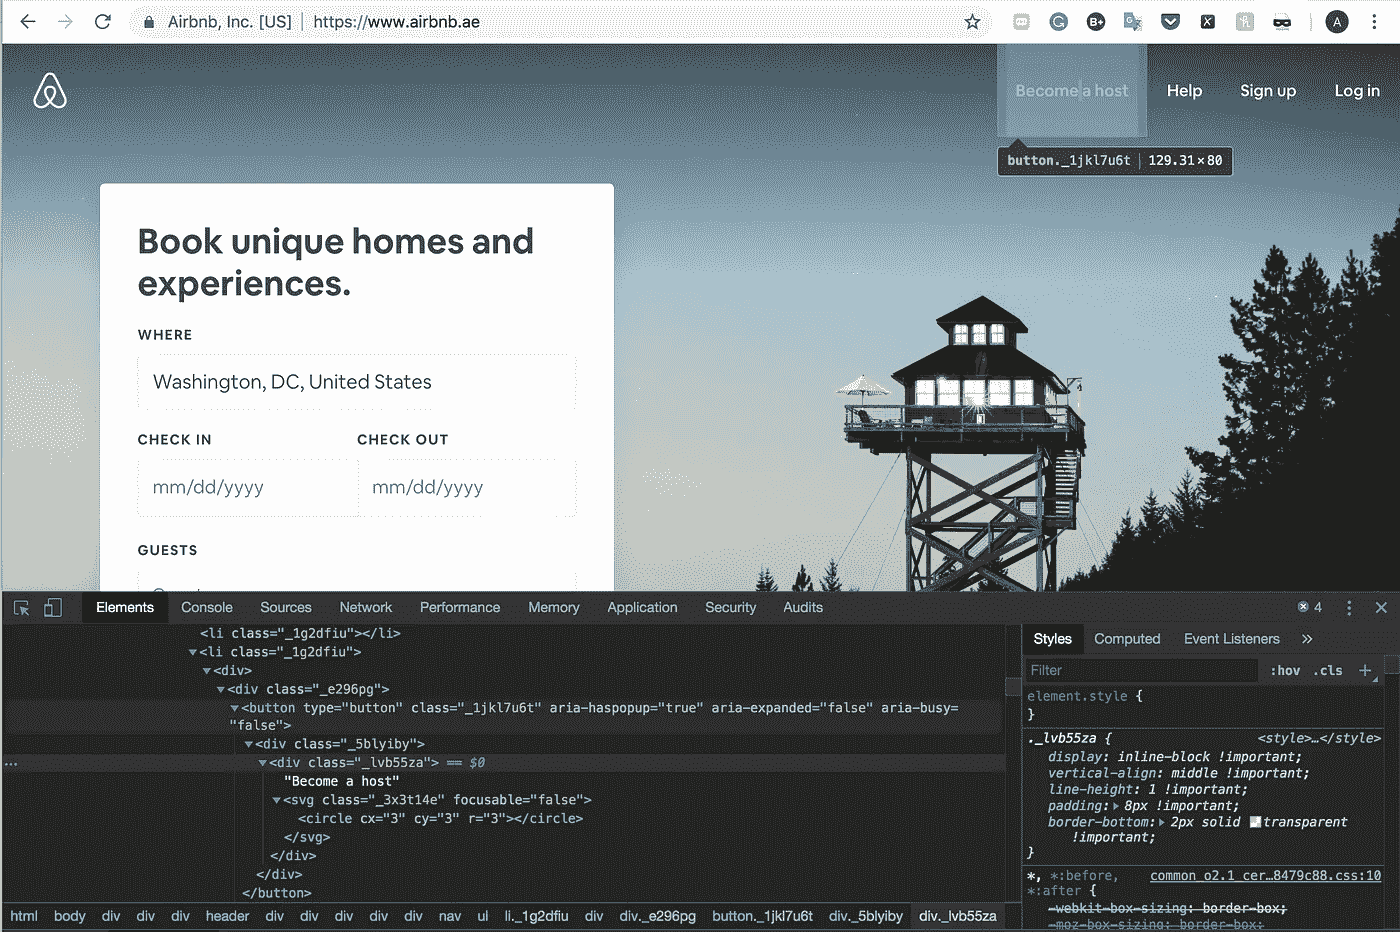 Airbnb, Inc. [US] | https://www.airbnb.ae
Become a host Help Sign up Log in
button._1jkl7u6t | 129.31×80
Book unique homes and
experiences.
WHERE
Washington, DC, United States
CHECK IN CHECK OUT
mm/dd/yyyy mm/dd/yyyy
GUESTS
Elements Console Sources Network Performance Memory Application Security Audits 4
<li class="_1g2dfiu"></li>
<li class="_1g2dfiu">
<div>
<div class="_e296pg">
<button type="button" class="_1jkl7u6t" aria-haspopup="true" aria-expanded="false" aria-busy=
"false">
<div class="_5blyiby">
<div class="_lvb55za"> == $0
"Become a host"
<svg class="_3x3t14e" focusable="false">
<circle cx="3" cy="3" r="3"></circle>
</svg>
</div>
</div>
</button>
html body div div div header div div div div div nav ul li._1g2dfiu div div._e296pg button._1jkl7u6t div._5blyiby div._lvb55za
Styles Computed Event Listeners »
Filter :hov .cls +
element.style {
}
._lvb55za { <style>…</style>
display: inline-block !important;
vertical-align: middle !important;
line-height: 1 !important;
padding: 8px !important;
border-bottom: 2px solid transparent
!important;
}
*, *:before, common_o2.1_cer…8479c88.css:10
*:after {
-webkit-box-sizing: border-box;
-moz-box-sizing: border-box;